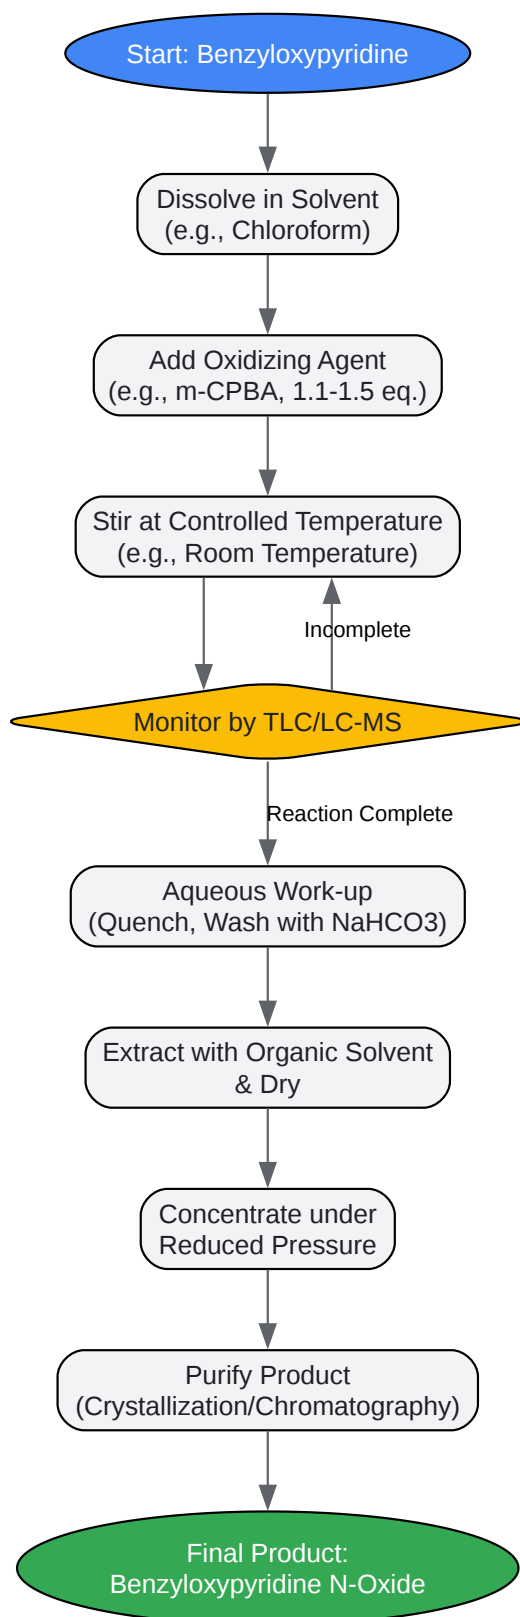 Start: Benzyloxypyridine
Dissolve in Solvent
(e.g., Chloroform)
Add Oxidizing Agent
(e.g., m-CPBA, 1.1-1.5 eq.)
Stir at Controlled Temperature
(e.g., Room Temperature)
Incomplete
Monitor by TLC/LC-MS
Reaction Complete
Aqueous Work-up
(Quench, Wash with NaHCO3)
Extract with Organic Solvent
& Dry
Concentrate under
Reduced Pressure
Purify Product
(Crystallization/Chromatography)
Final Product:
Benzyloxypyridine N-Oxide